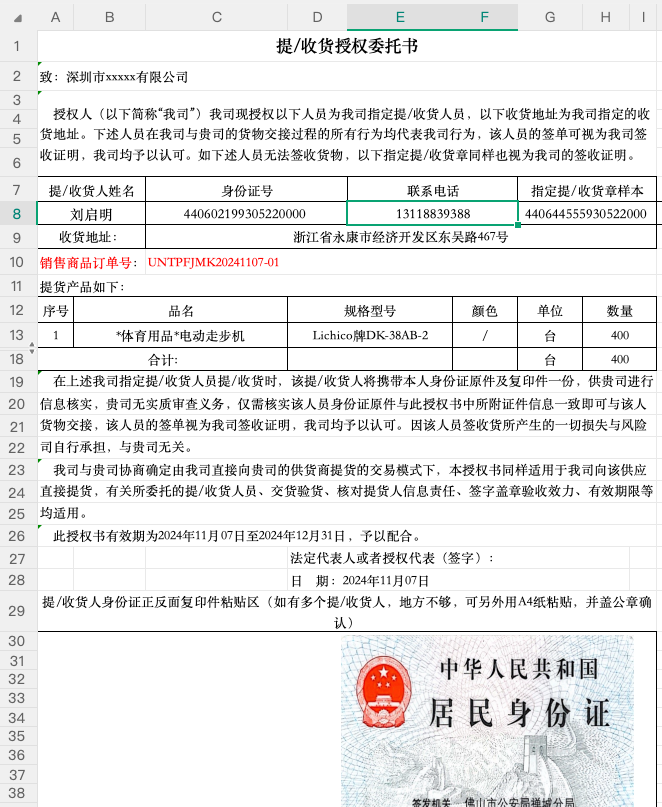 A B C D E F G H I
1 提/收货授权委托书
2 致：深圳市xxxxx有限公司
3 授权人（以下简称“我司”）我司现授权以下人员为我司指定提/收货人员，以下收货地址为我司指定的收
4 货地址。下述人员在我司与贵司的货物交接过程的所有行为均代表我司行为，该人员的签单可视为我司签
5 收证明，我司均予以认可。如下述人员无法签收货物，以下指定提/收货章同样也视为我司的签收证明。
6
7 提/收货人姓名 身份证号 联系电话 指定提/收货章样本
8 刘启明 440602199305220000 13118839388 440644555930522000
9 收货地址： 浙江省永康市经济开发区东吴路467号
10 销售商品订单号： UNTPFJMK20241107-01
11 提货产品如下：
12 序号 品名 规格型号 颜色 单位 数量
13 1 *体育用品*电动走步机 Lichico牌DK-38AB-2 / 台 400
18 合计： 台 400
19 在上述我司指定提/收货人员提/收货时，该提/收货人将携带本人身份证原件及复印件一份，供贵司进行
20 信息核实，贵司无实质审查义务，仅需核实该人员身份证原件与此授权书中所附证件信息一致即可与该人
21 货物交接，该人员的签单视为我司签收证明，我司均予以认可。因该人员签收货所产生的一切损失与风险
22 司自行承担，与贵司无关。
23 我司与贵司协商确定由我司直接向贵司的供货商提货的交易模式下，本授权书同样适用于我司向该供应
24 直接提货，有关所委托的提/收货人员、交货验货、核对提货人信息责任、签字盖章验收效力、有效期限等
25 均适用。
26 此授权书有效期为2024年11月07日至2024年12月31日，予以配合。
27 法定代表人或者授权代表（签字）：
28 日 期：2024年11月07日
29 提/收货人身份证正反面复印件粘贴区（如有多个提/收货人，地方不够，可另外用A4纸粘贴，并盖公章确
认）
30
31 中华人民共和国
32
33 居民身份证
34
35
36
37
38 签发机关 佛山市公安局禅城分局